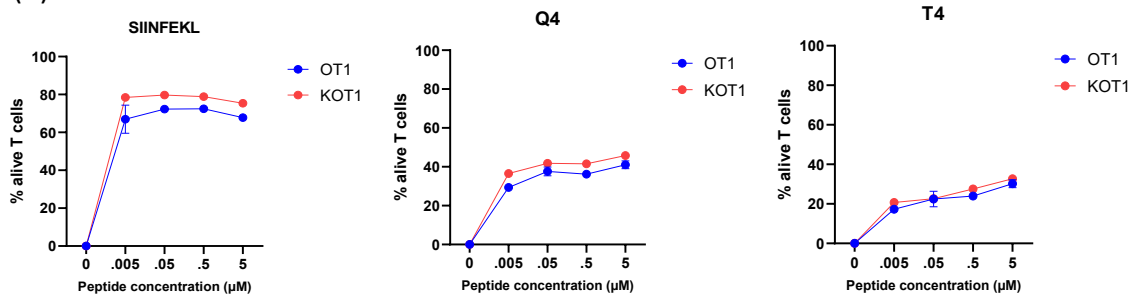 SIINFEKL
100
80
60
40
20
0
% alive T cells
0 .005 .05 .5 5
Peptide concentration (µM)
OT1
KOT1
Q4
100
80
60
40
20
0
% alive T cells
0 .005 .05 .5 5
Peptide concentration (µM)
OT1
KOT1
T4
100
80
60
40
20
0
% alive T cells
0 .005 .05 .5 5
Peptide concentration (µM)
OT1
KOT1